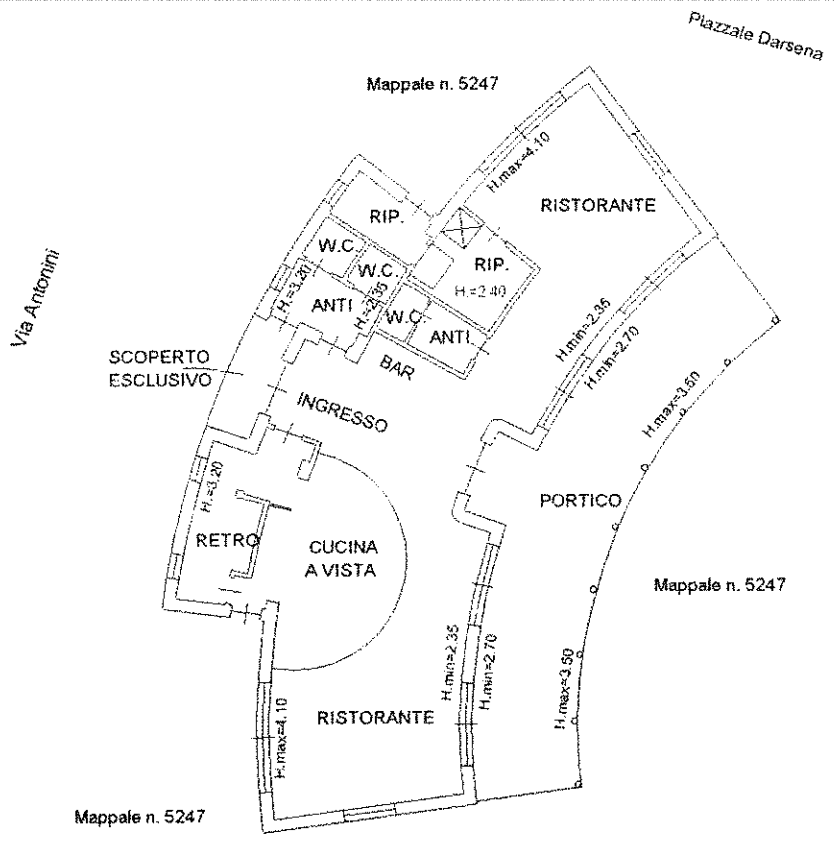 Piazzale Darsena
Mappale n. 5247
H.max=4.10
RISTORANTE
RIP.
W.C.
W.C.
RIP.
H.=2.40
H.=3.20
H.=2.35
ANTI
W.C.
ANTI
Via Antonini
BAR
H.min=2.35
H.min=2.70
H.max=3.50
SCOPERTO
ESCLUSIVO
INGRESSO
H.=3.20
PORTICO
RETRO
CUCINA
A VISTA
Mappale n. 5247
H.min=2.35
H.min=2.70
H.max=3.50
H.max=4.10
RISTORANTE
Mappale n. 5247